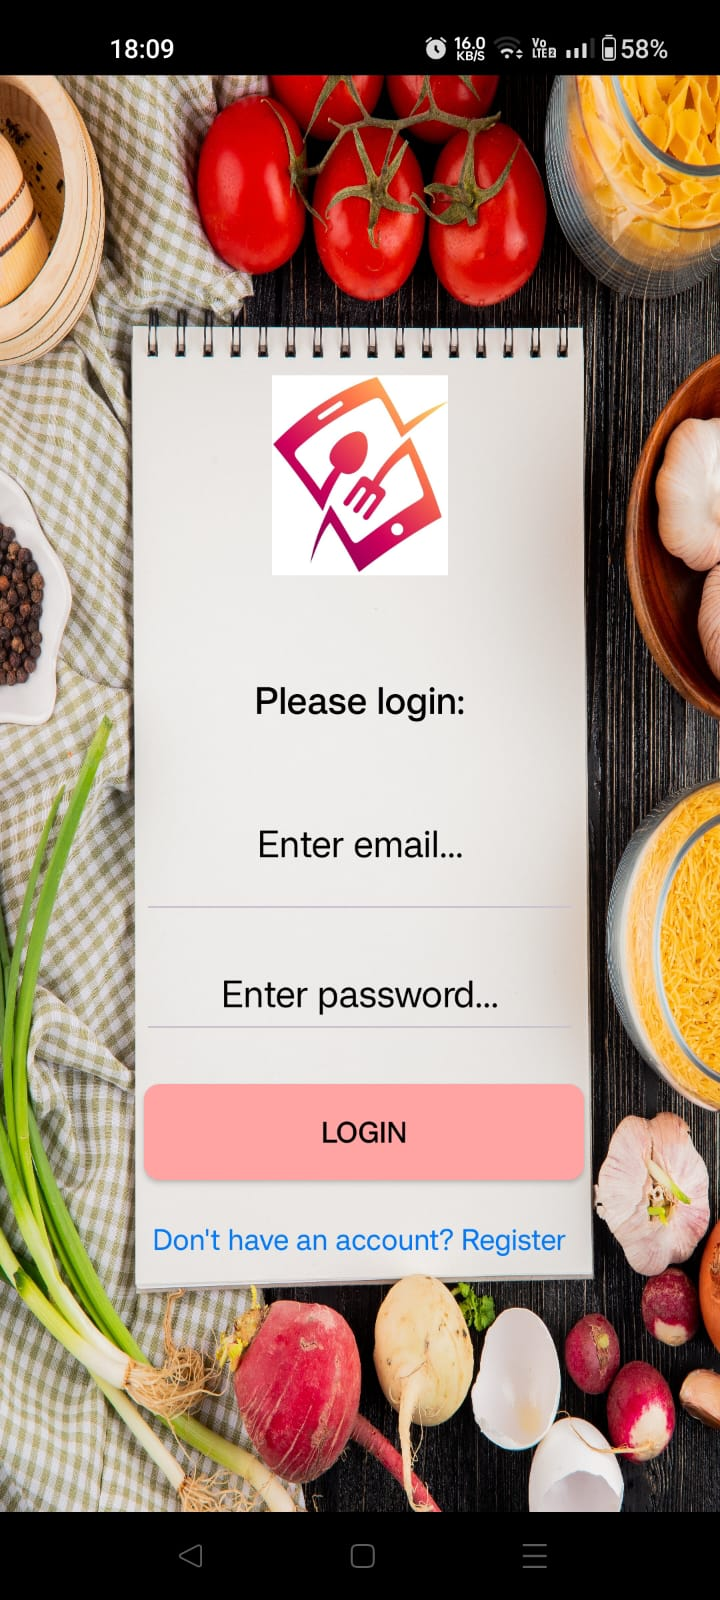 18:09
16.0 KB/S Vo LTE2 58%
Please login:
Enter email...
Enter password...
LOGIN
Don't have an account? Register